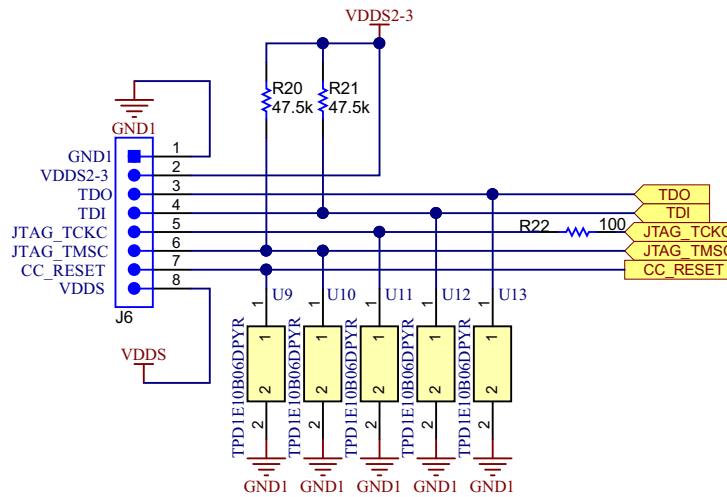 VDDS2-3
R20
47.5k
R21
47.5k
GND1
GND1
1
VDDS2-3
2
TDO
3
TDO
TDI
4
TDI
JTAG_TCKC
5
R22
100
JTAG_TCKC
JTAG_TMSC
6
JTAG_TMSC
CC_RESET
7
CC_RESET
VDDS
8
J6
VDDS
U9
U10
U11
U12
U13
1
1
1
1
1
1
1
1
1
1
TPD1E10B06DPYR
TPD1E10B06DPYR
TPD1E10B06DPYR
TPD1E10B06DPYR
TPD1E10B06DPYR
2
2
2
2
2
2
2
2
2
2
GND1
GND1
GND1
GND1
GND1